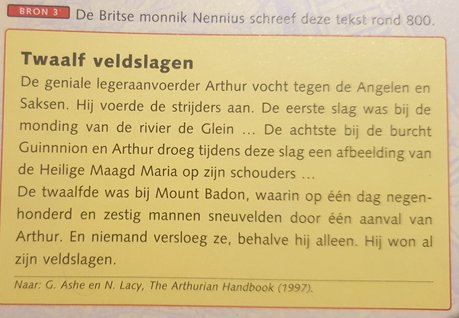 BRON 3 De Britse monnik Nennius schreef deze tekst rond 800.
Twaalf veldslagen
De geniale legeraanvoerder Arthur vocht tegen de Angelen en
Saksen. Hij voerde de strijders aan. De eerste slag was bij de
monding van de rivier de Glein ... De achtste bij de burcht
Guinnnion en Arthur droeg tijdens deze slag een afbeelding van
de Heilige Maagd Maria op zijn schouders ...
De twaalfde was bij Mount Badon, waarin op één dag negen-
honderd en zestig mannen sneuvelden door één aanval van
Arthur. En niemand versloeg ze, behalve hij alleen. Hij won al
zijn veldslagen.
Naar: G. Ashe en N. Lacy, The Arthurian Handbook (1997).